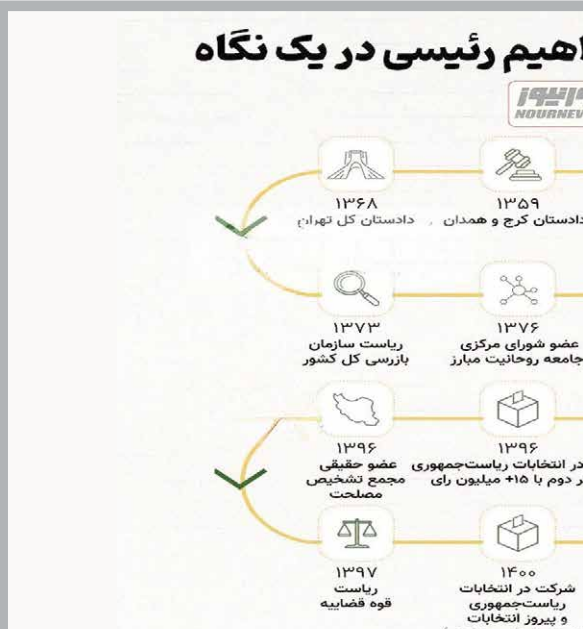 اهیم رئیسی در یک نگاه
NOURNEW
۱۳۵۹
دادستان کرج و همدان
۱۳۶۸
دادستان کل تهران
۱۳۷۳
ریاست سازمان
بازرسی کل کشور
۱۳۷۶
عضو شورای مرکزی
جامعه روحانیت مبارز
۱۳۹۶
در انتخابات ریاست‌جمهوری
ر دوم با ۱۵+ میلیون رای
۱۳۹۶
عضو حقیقی
مجمع تشخیص
مصلحت
۱۳۹۷
ریاست
قوه قضاییه
۱۴۰۰
شرکت در انتخابات
ریاست‌جمهوری
و پیروز انتخابات